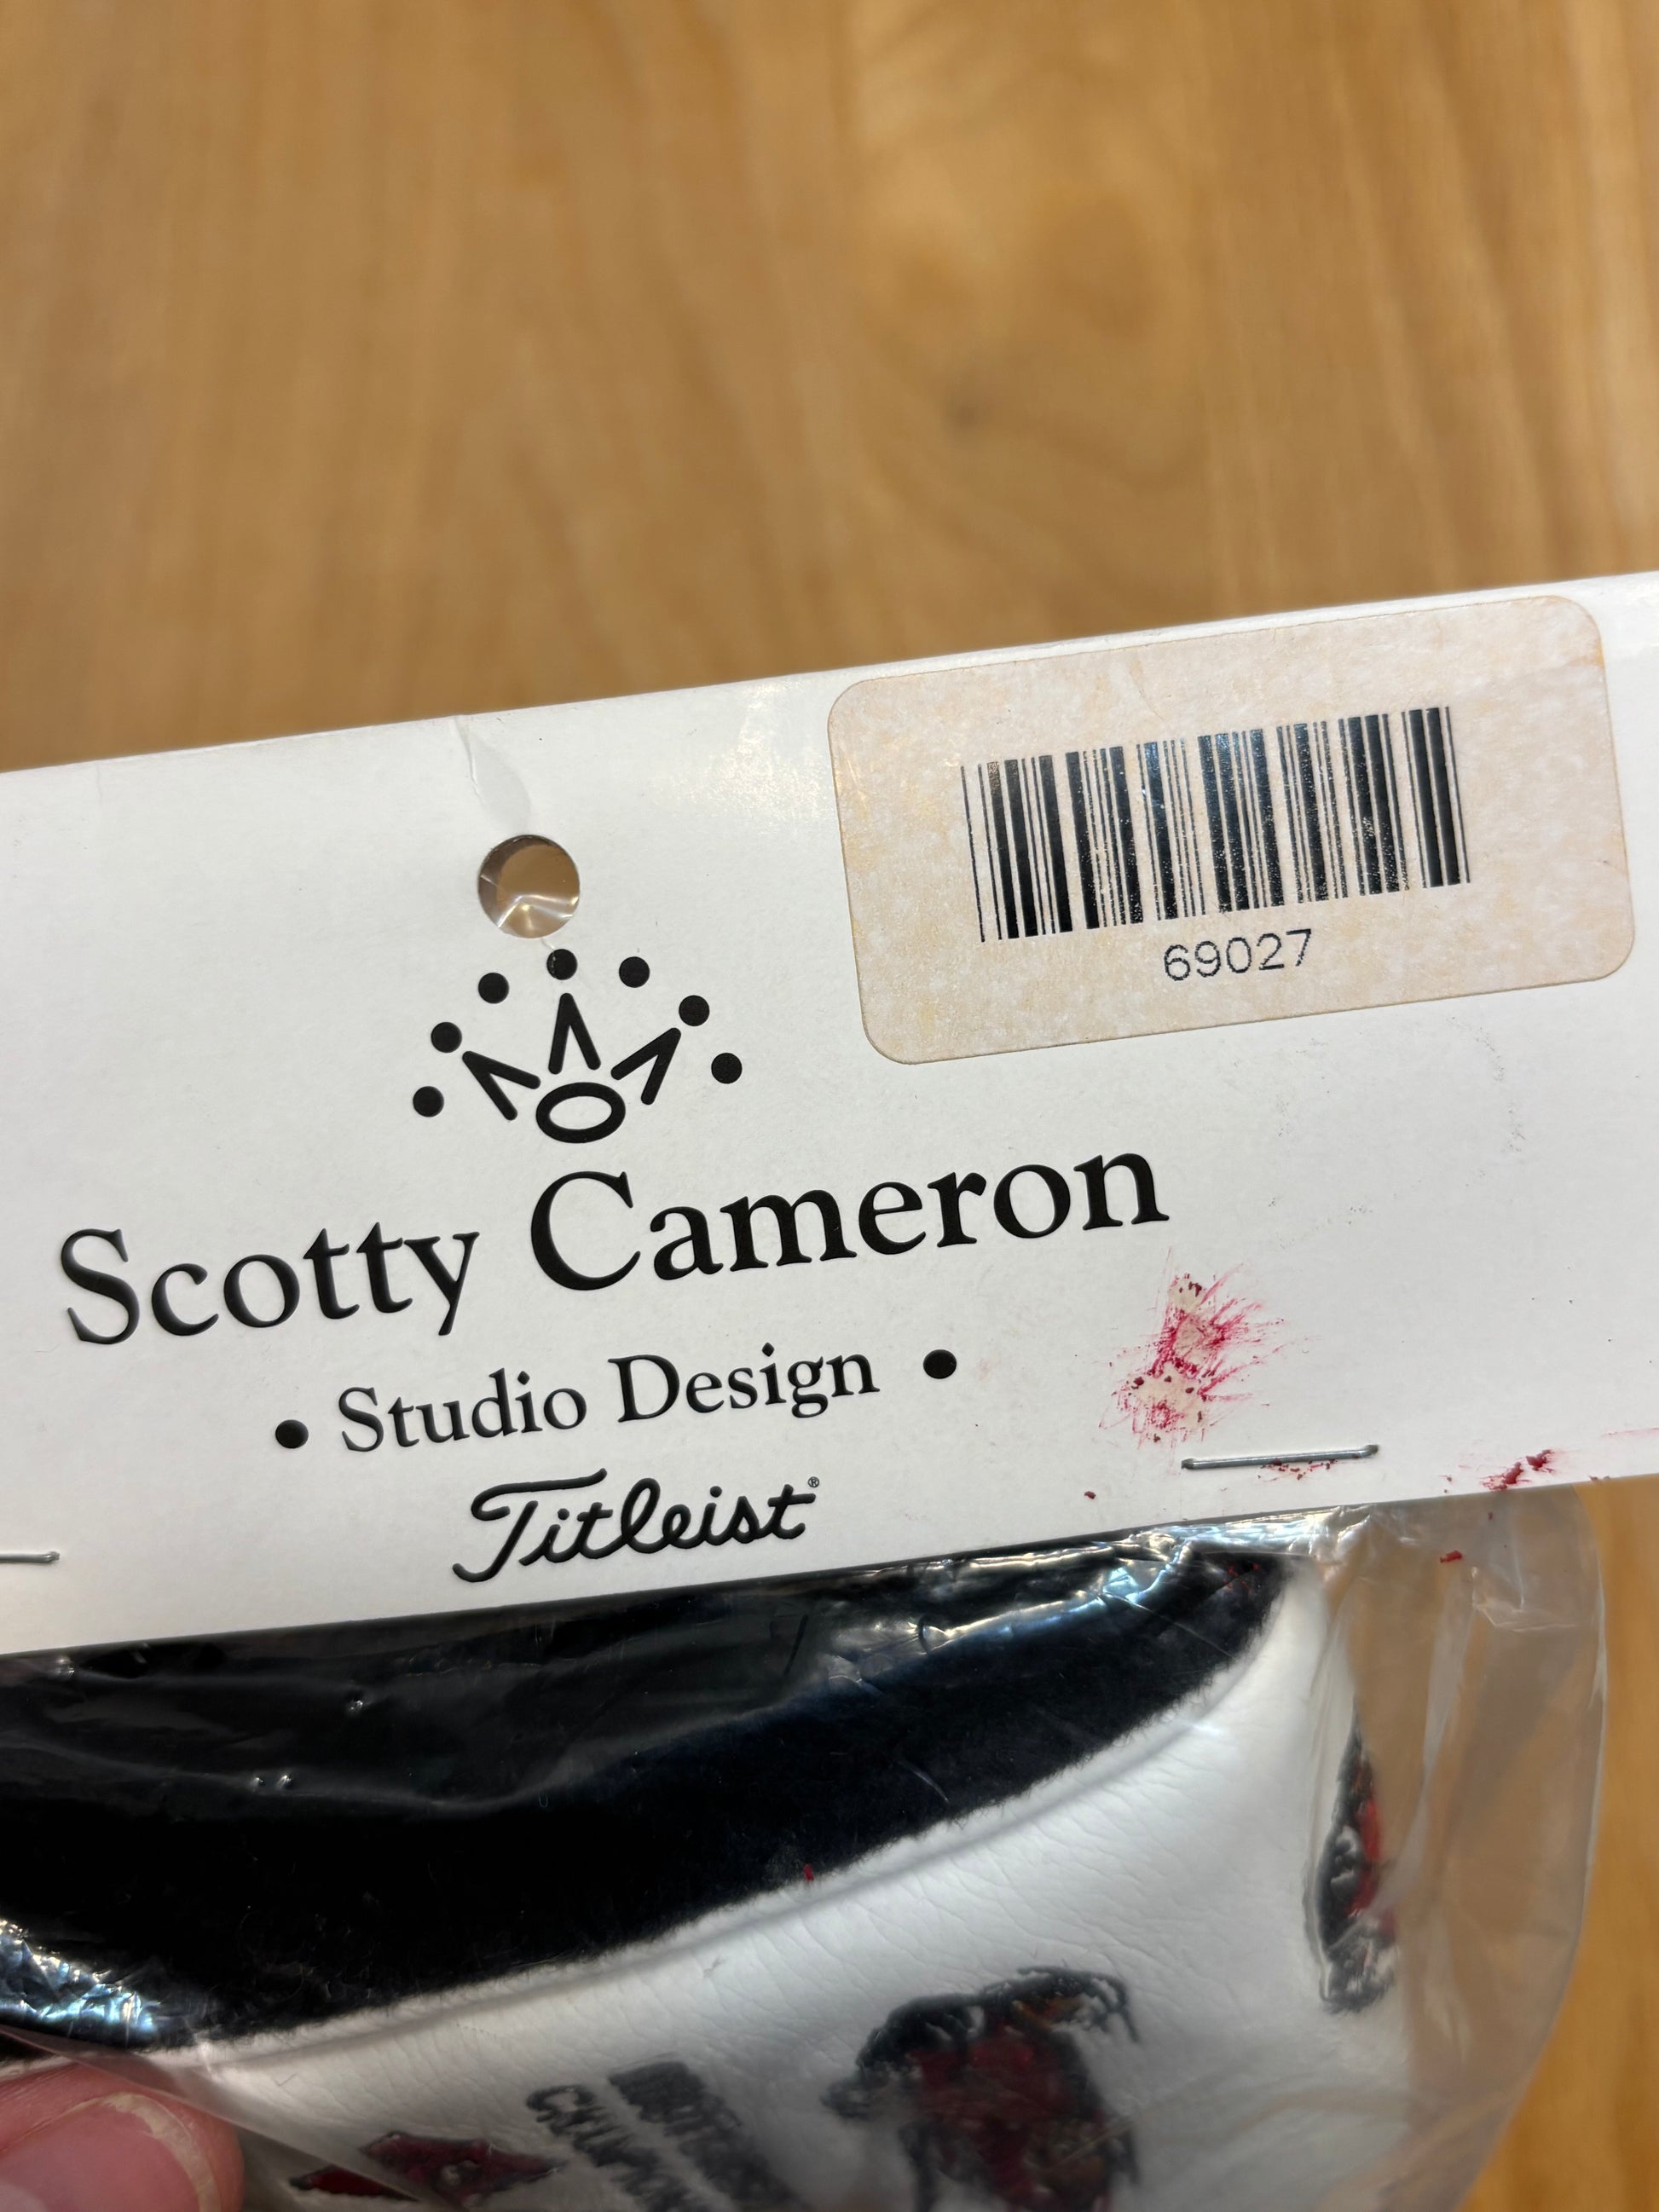 69027
Scotty Cameron
• Studio Design •
Titleist®